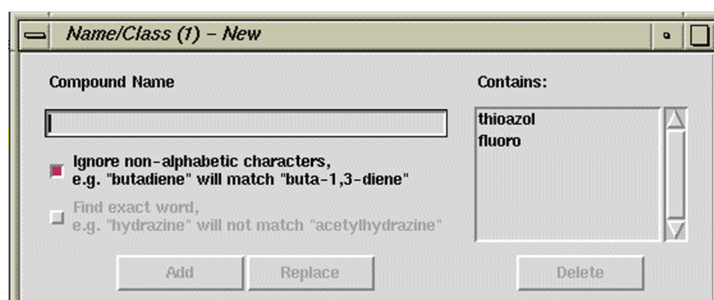 Name/Class (1) - New
Compound Name
Contains:
thioazol
fluoro
Ignore non-alphabetic characters,
e.g. "butadiene" will match "buta-1,3-diene"
Find exact word,
e.g. "hydrazine" will not match "acetylhydrazine"
Add
Replace
Delete